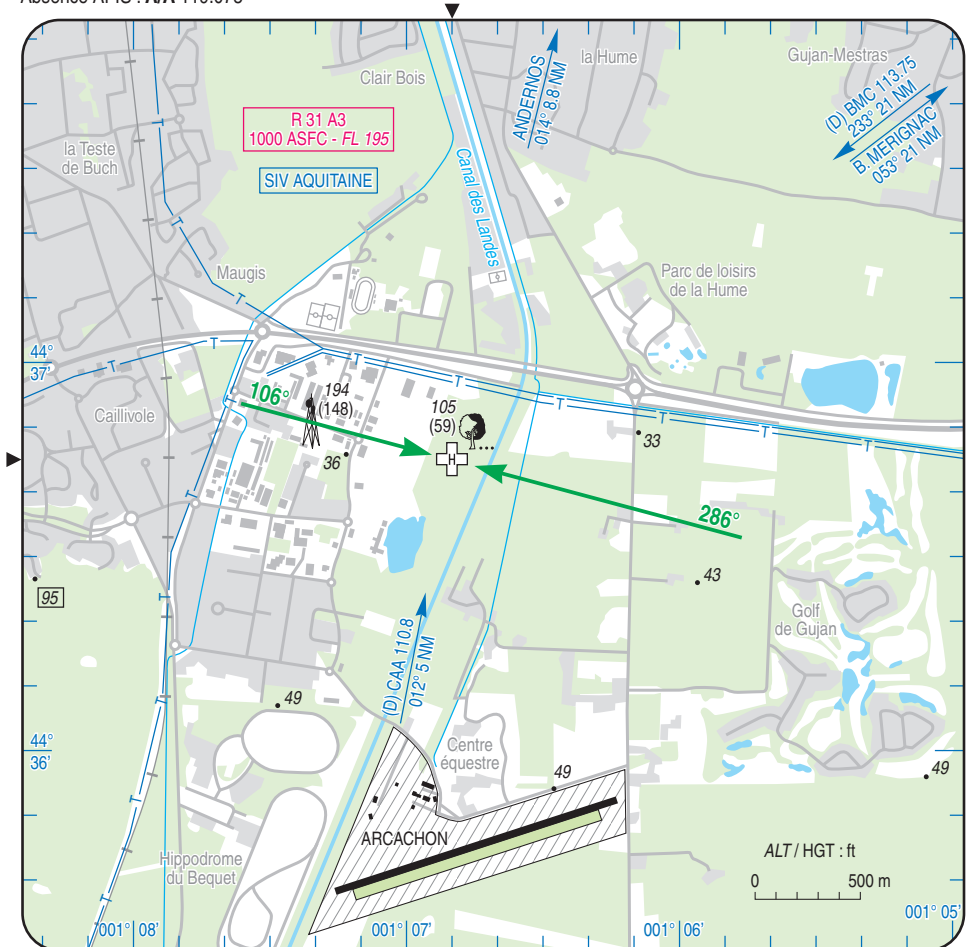 Absence AFIS : A/A
Clair Bois
la Hume
Gujan-Mestras
ANDERNOS
014° 8.8 NM
(D) BMC 113.75
233° 21 NM
B. MERIGNAC
053° 21 NM
R 31 A3
1000 ASFC - FL 195
la Teste
de Buch
SIV AQUITAINE
Canal des Landes
Maugis
Parc de loisirs
de la Hume
T
T
T
T
T
T
T
T
T
T
T
T
T
44°
37'
106°
194
(148)
105
(59)
Caillivole
33
H
36
286°
43
95
Golf
de Gujan
(D) CAA 110.8
012° 5 NM
49
44°
36'
Centre
équestre
49
49
ARCACHON
ALT / HGT : ft
0 500 m
Hippodrome
du Bequet
001° 08'
001° 07'
001° 06'
001° 05'